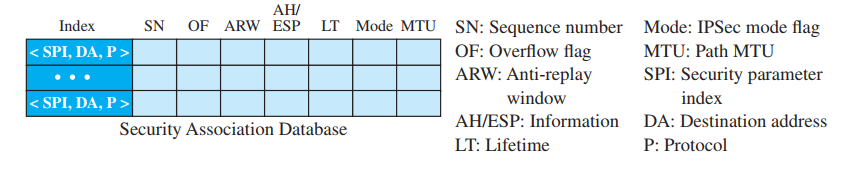 Index SN OF ARW AH/ESP LT Mode MTU
< SPI, DA, P >
• • •
< SPI, DA, P >
Security Association Database
SN: Sequence number
OF: Overflow flag
ARW: Anti-replay
window
AH/ESP: Information
LT: Lifetime
Mode: IPSec mode flag
MTU: Path MTU
SPI: Security parameter
index
DA: Destination address
P: Protocol